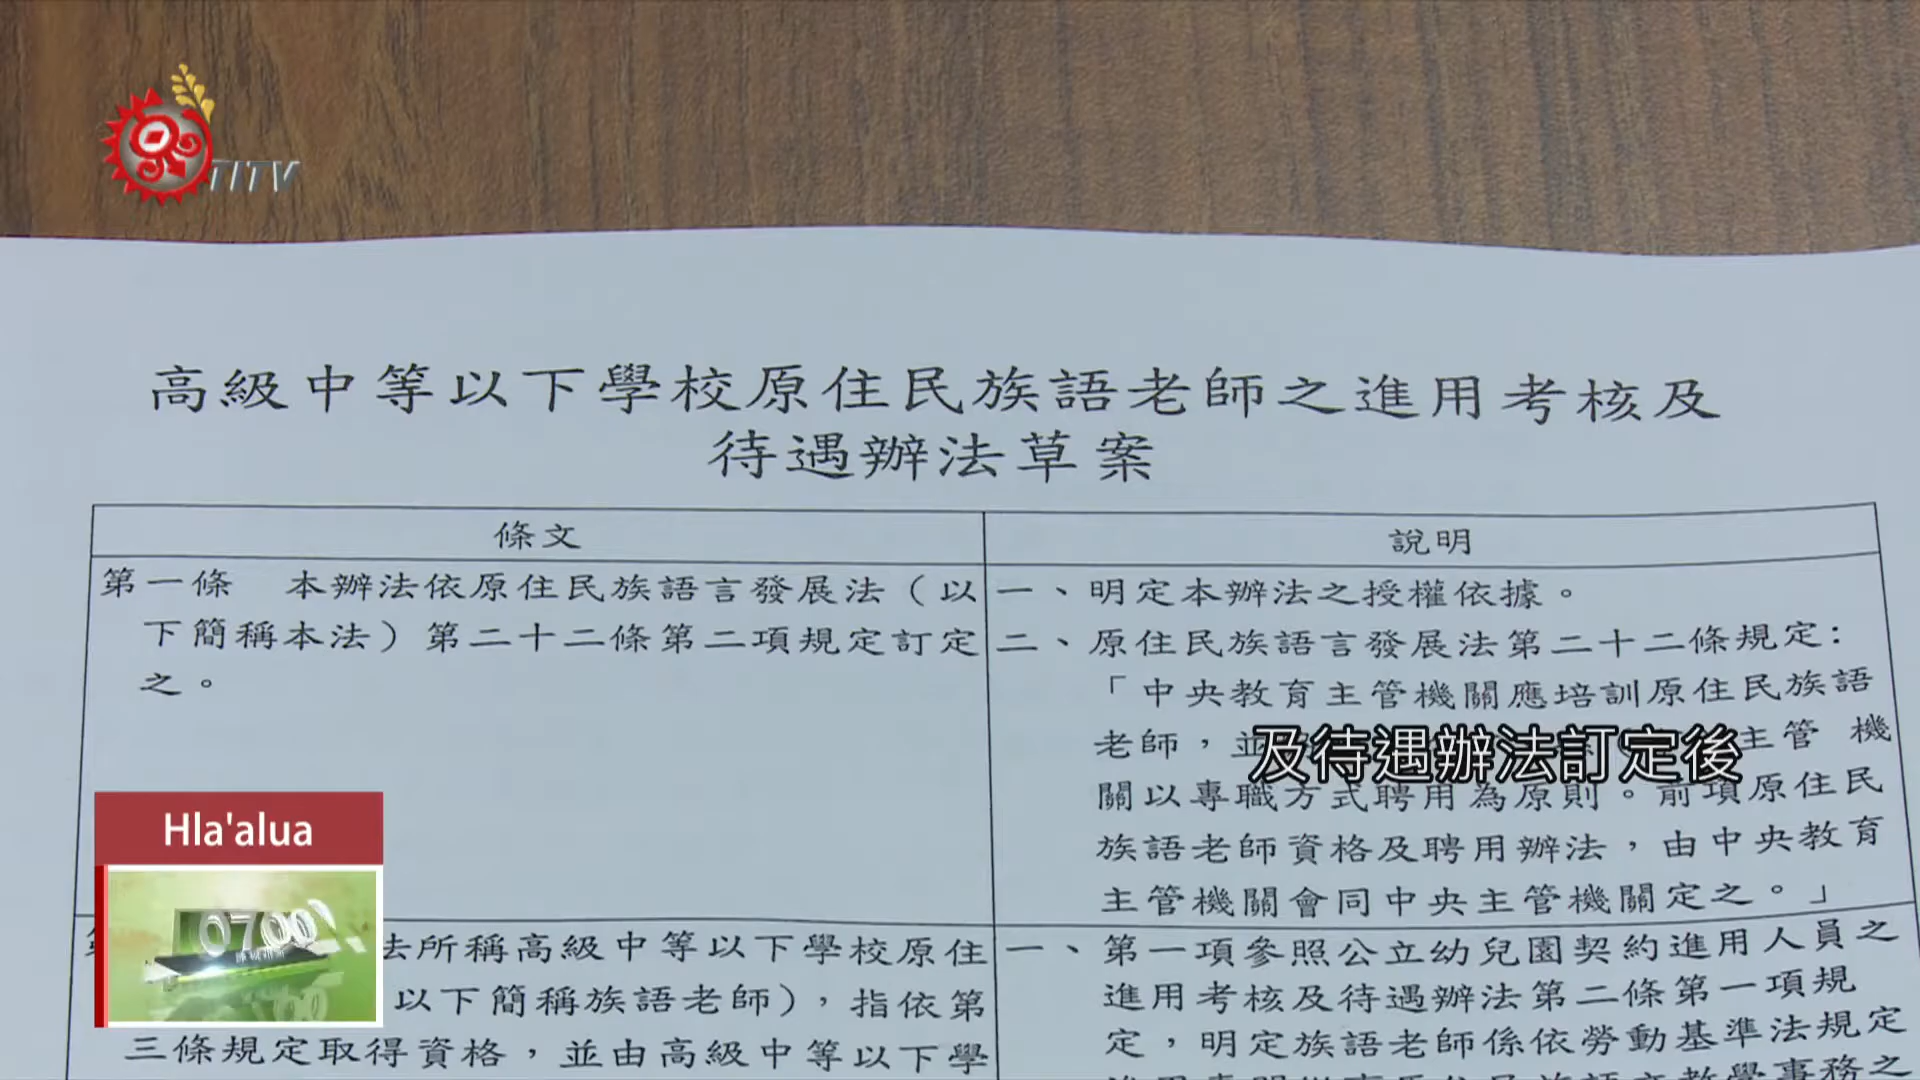 TITV
高級中等以下學校原住民族語老師之進用考核及
待遇辦法草案
條文
說明
第一條 本辦法依原住民族語言發展法（以
下簡稱本法）第二十二條第二項規定訂定
之。
一、明定本辦法之授權依據。
二、原住民族語言發展法第二十二條規定：
「中央教育主管機關應培訓原住民族語
老師，並 主管 機
關以專職方式聘用為原則。前項原住民
族語老師資格及聘用辦法，由中央教育
主管機關會同中央主管機關定之。」
及待遇辦法訂定後
法所稱高級中等以下學校原住
以下簡稱族語老師），指依第
三條規定取得資格，並由高級中等以下學
一、第一項參照公立幼兒園契約進用人員之
進用考核及待遇辦法第二條第一項規
定，明定族語老師係依勞動基準法規定
Hla'alua
07:00